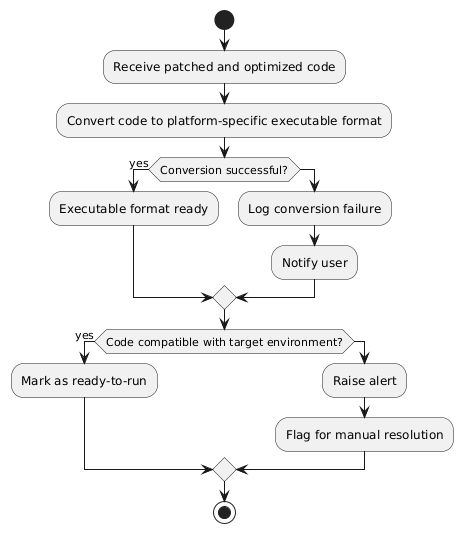 Receive patched and optimized code
Convert code to platform-specific executable format
yes
Conversion successful?
Executable format ready
Log conversion failure
Notify user
yes
Code compatible with target environment?
Mark as ready-to-run
Raise alert
Flag for manual resolution